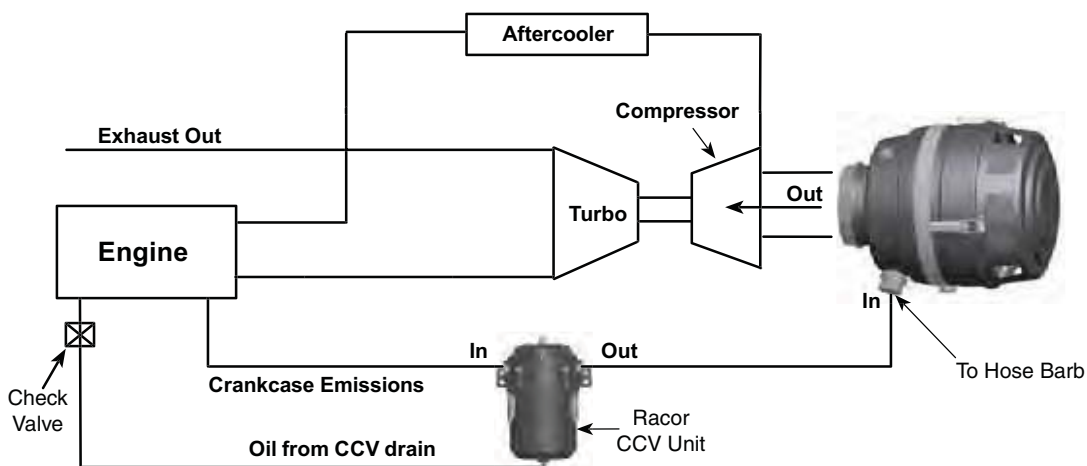 Aftercooler
Compressor
Exhaust Out
Out
Turbo
Engine
In
In
Out
To Hose Barb
Crankcase Emissions
Check
Valve
Racor
CCV Unit
Oil from CCV drain